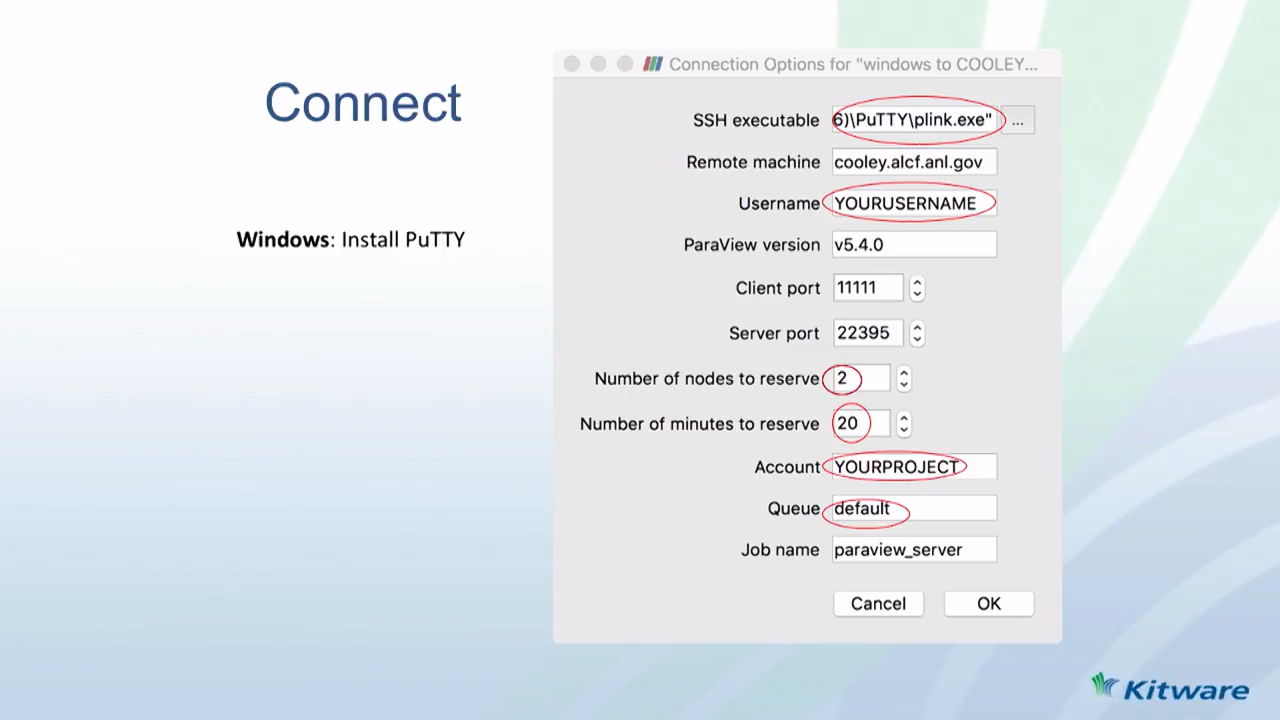 Connect
Windows: Install PuTTY
Connection Options for "windows to COOLEY...
SSH executable 6)\PuTTY\plink.exe" ...
Remote machine cooley.alcf.anl.gov
Username YOURUSERNAME
ParaView version v5.4.0
Client port 11111
Server port 22395
Number of nodes to reserve 2
Number of minutes to reserve 20
Account YOURPROJECT
Queue default
Job name paraview_server
Cancel OK
Kitware